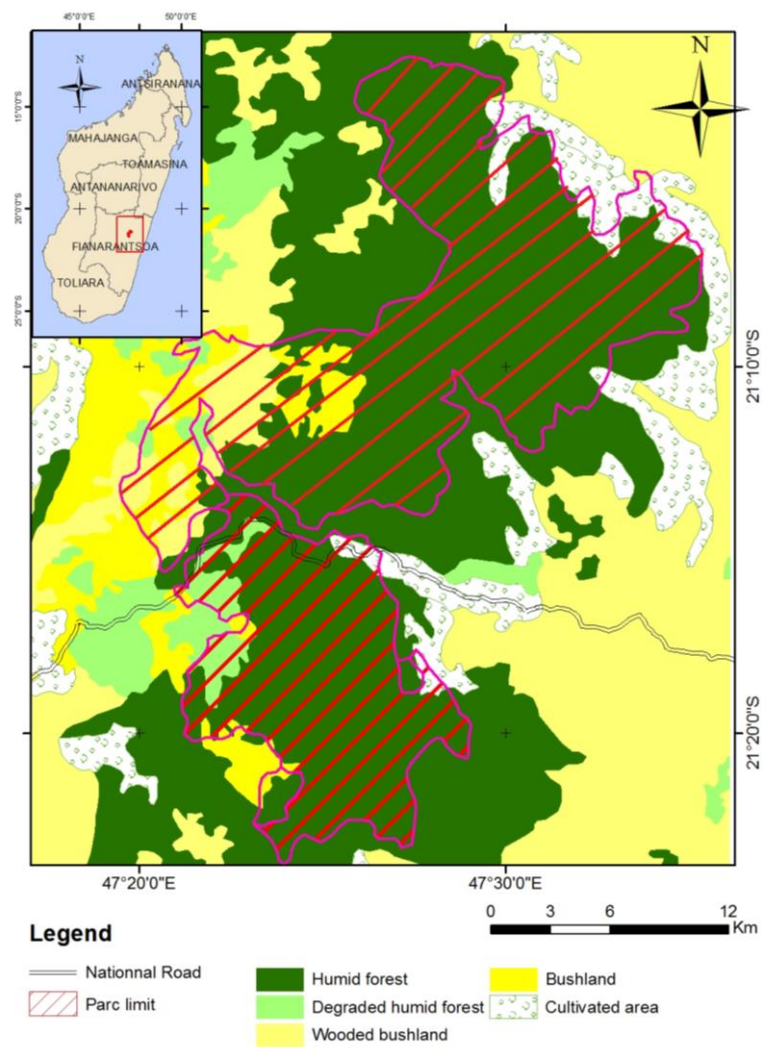 45°0'0"E 50°0'0"E
N
N
ANTSIRANANA
15°0'0"S
MAHAJANGA
TOAMASINA
ANTANANARIVO
20°0'0"S
FIANARANTSOA
TOLIARA
25°0'0"S
21°10'0"S
21°20'0"S
47°20'0"E 47°30'0"E
0 3 6 12
Km
Legend
Nationnal Road
Parc limit
Humid forest
Degraded humid forest
Wooded bushland
Bushland
Cultivated area